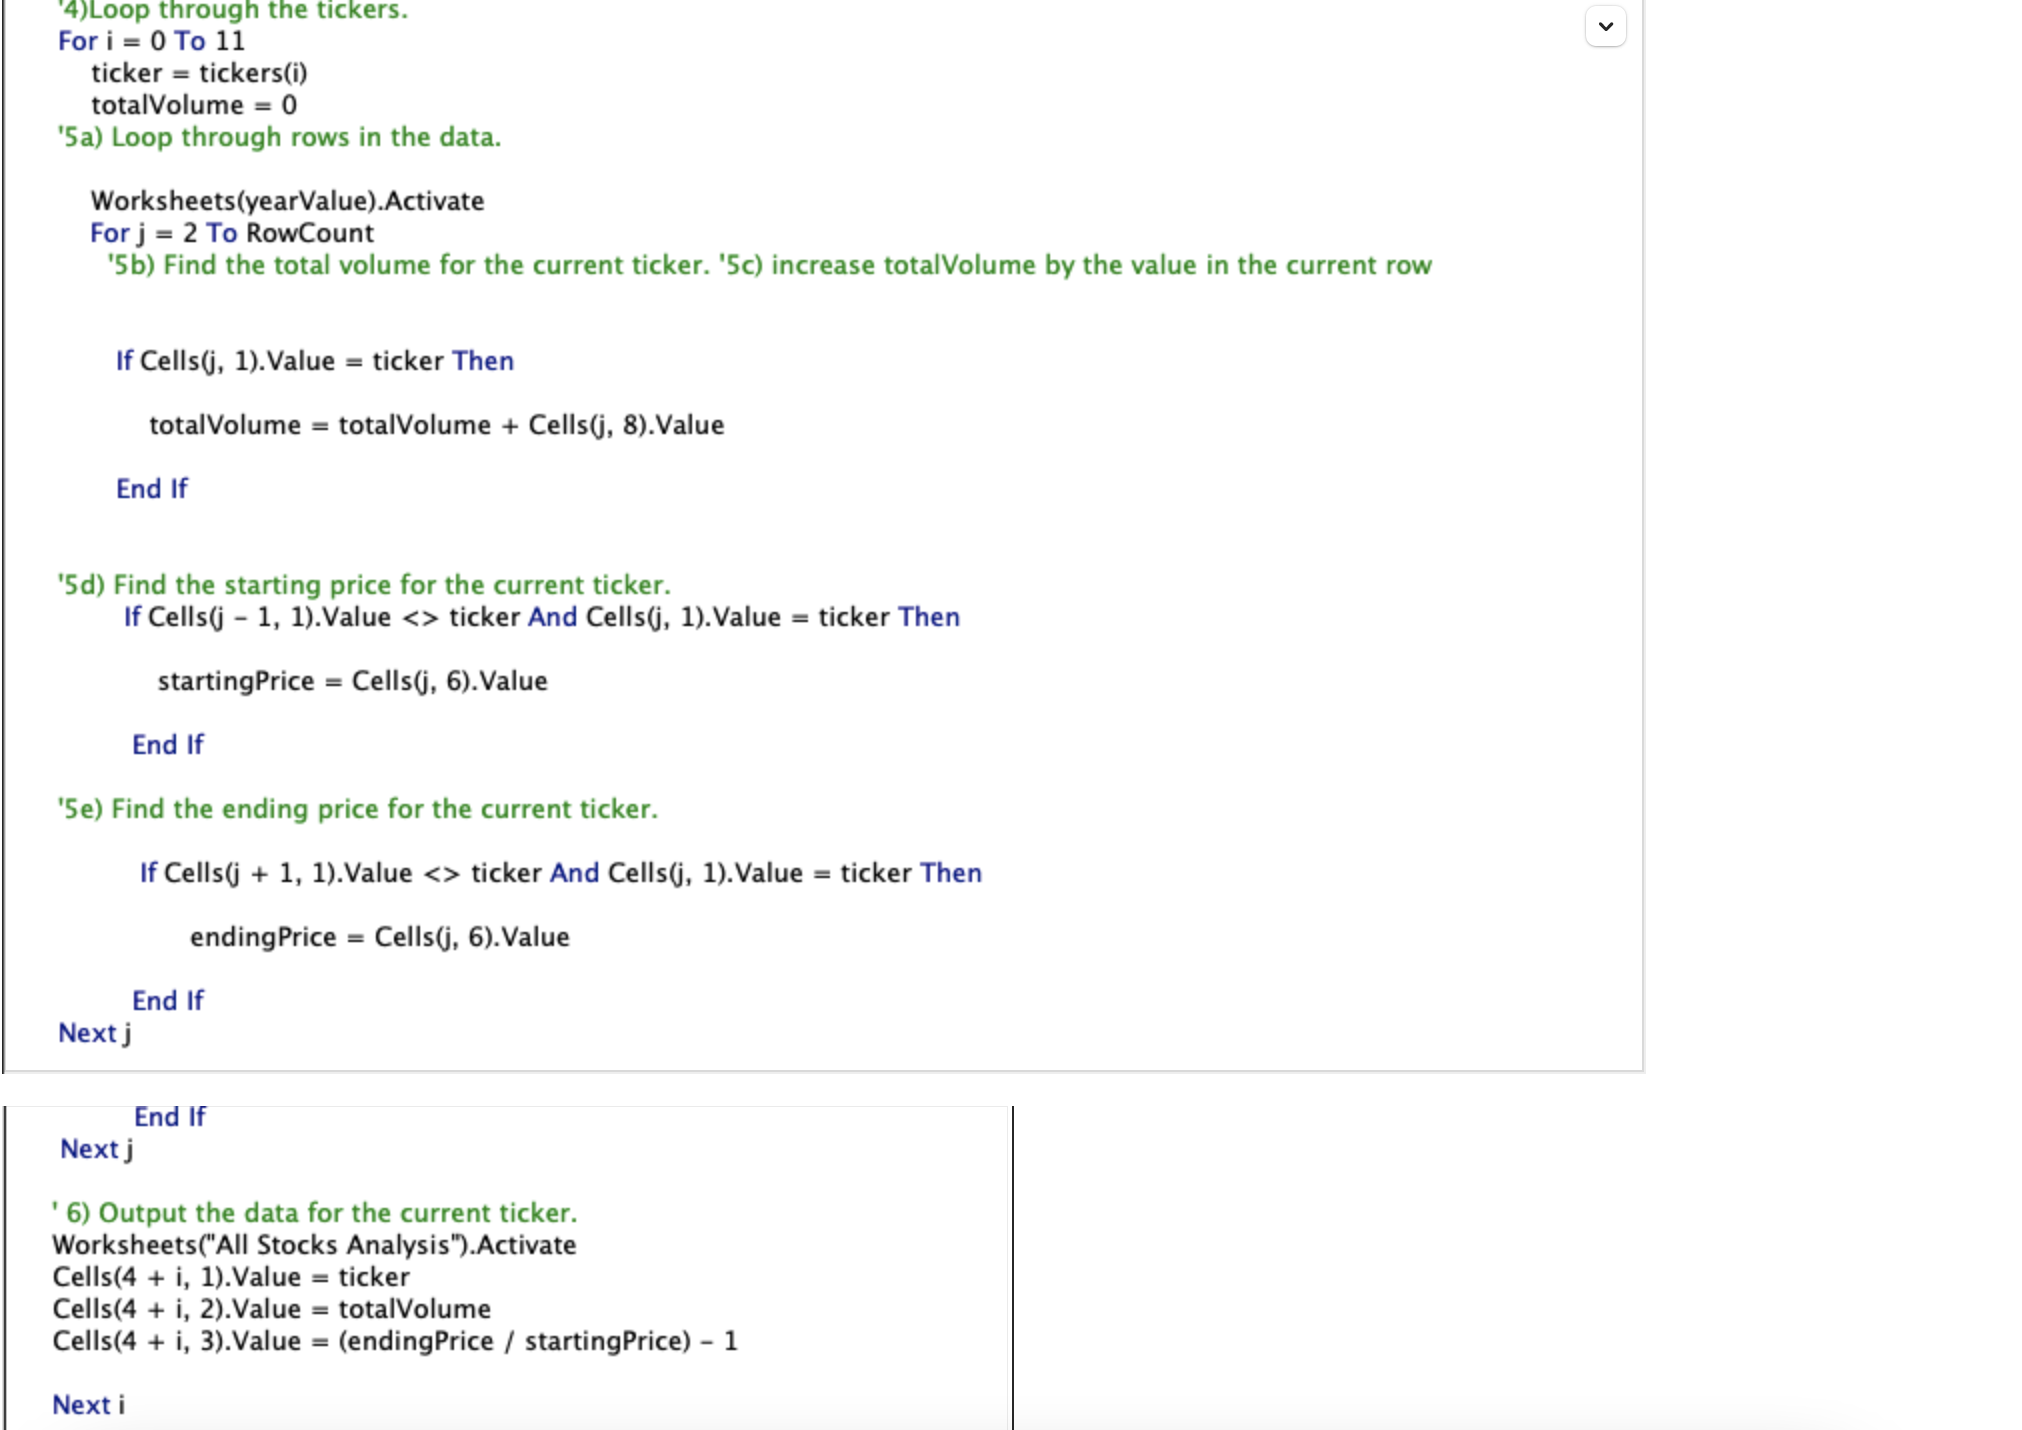 '4)Loop through the tickers.
For i = 0 To 11
ticker = tickers(i)
totalVolume = 0
'5a) Loop through rows in the data.
Worksheets(yearValue).Activate
For j = 2 To RowCount
'5b) Find the total volume for the current ticker. '5c) increase totalVolume by the value in the current row
If Cells(j, 1).Value = ticker Then
totalVolume = totalVolume + Cells(j, 8).Value
End If
'5d) Find the starting price for the current ticker.
If Cells(j - 1, 1).Value <> ticker And Cells(j, 1).Value = ticker Then
startingPrice = Cells(j, 6).Value
End If
'5e) Find the ending price for the current ticker.
If Cells(j + 1, 1).Value <> ticker And Cells(j, 1).Value = ticker Then
endingPrice = Cells(j, 6).Value
End If
Next j
End If
Next j
' 6) Output the data for the current ticker.
Worksheets("All Stocks Analysis").Activate
Cells(4 + i, 1).Value = ticker
Cells(4 + i, 2).Value = totalVolume
Cells(4 + i, 3).Value = (endingPrice / startingPrice) - 1
Next i